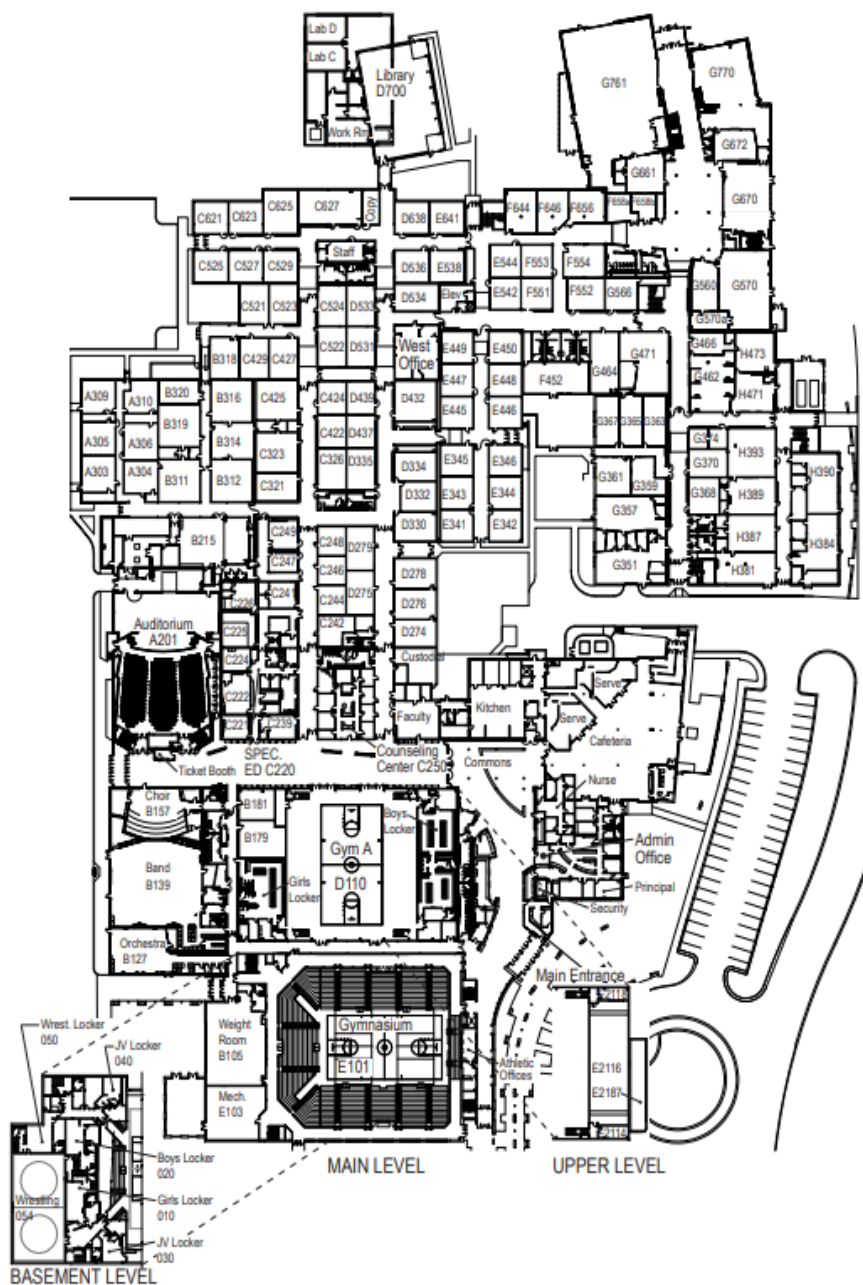 Lab D
Lab C
Library
D700
Work Rm
G761
G770
G672
G661
G670
C621
C623
C625
C627
Copy
D638
E641
F644
F646
F656
F658a
F658b
Staff
C525
C527
C529
D536
E538
E544
F553
F554
G560
G570
C521
C523
C524
D533
D534
Elev
E542
F551
F552
G566
G570a
B318
C429
C427
C522
D531
West
Office
E449
E450
F452
G464
G471
G466
H473
G462
H471
A309
A310
B320
B316
C425
C424
D439
D432
E447
E448
E445
E446
A305
A306
B319
B314
C422
D437
G367
G365
G363
G374
H393
A303
A304
B311
B312
C323
C321
C326
D335
D334
E345
E346
G361
G359
G370
H390
D332
E343
E344
G357
G368
H389
D330
E341
E342
B215
C249
C247
C248
D279
G351
H387
H384
H381
C246
D278
Auditorium
A201
C226
C241
C244
D275
D276
C225
C242
D274
C224
Custodial
C222
C221
C239
Faculty
Kitchen
Serve
Serve
Cafeteria
Ticket Booth
SPEC.
ED C220
Counseling
Center C250
Commons
Nurse
Choir
B157
B181
B179
Boys
Locker
Gym A
D110
Girls
Locker
Admin
Office
Principal
Security
Band
B139
Orchestra
B127
Main Entrance
Wrest. Locker
050
JV Locker
040
Weight
Room
B105
Gymnasium
E101
Athletic
Offices
E2116
E2187
E2114
Mech.
E103
Boys Locker
020
Girls Locker
010
JV Locker
030
Wrestling
054
MAIN LEVEL
UPPER LEVEL
BASEMENT LEVEL